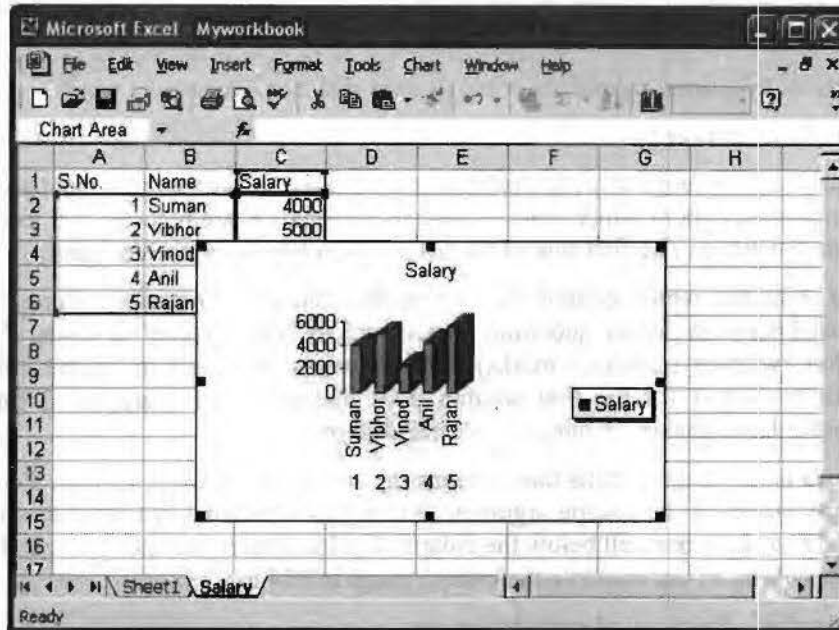 Microsoft Excel - Myworkbook
File Edit View Insert Format Tools Chart Window Help
Chart Area fx
A B C D E F G H
1 S.No. Name Salary
2 1 Suman 4000
3 2 Vibhor 5000
4 3 Vinod
5 4 Anil
6 5 Rajan
7
8
9
10
11
12
13
14
15
16
17
Salary
6000
4000
2000
0
Suman
Vibhor
Vinod
Anil
Rajan
1 2 3 4 5
Salary
Sheet1 Salary
Ready